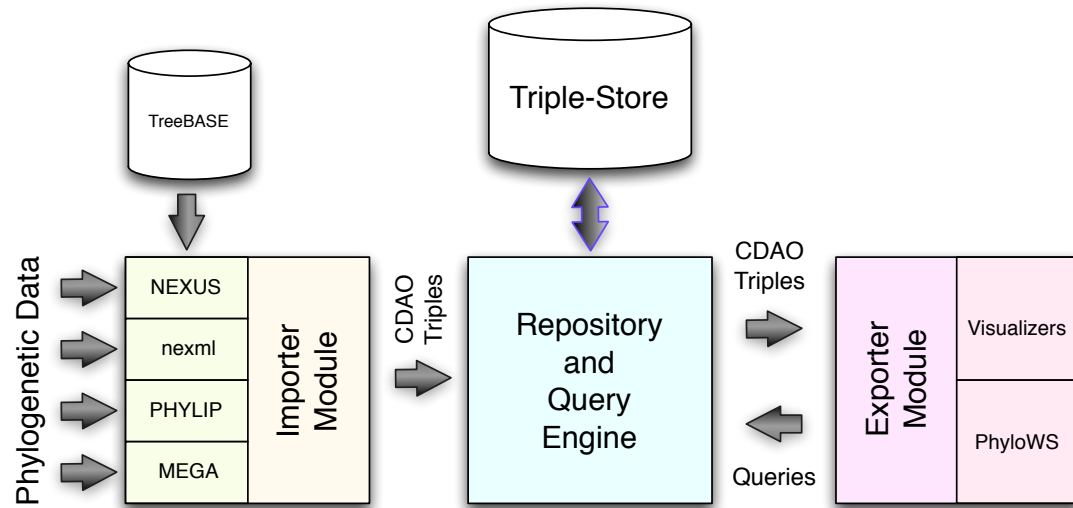 TreeBASE
Triple-Store
Phylogenetic Data
NEXUS
nexml
PHYLIP
MEGA
Importer
Module
CDAO
Triples
Repository
and
Query
Engine
CDAO
Triples
Queries
Exporter
Module
Visualizers
PhyloWS